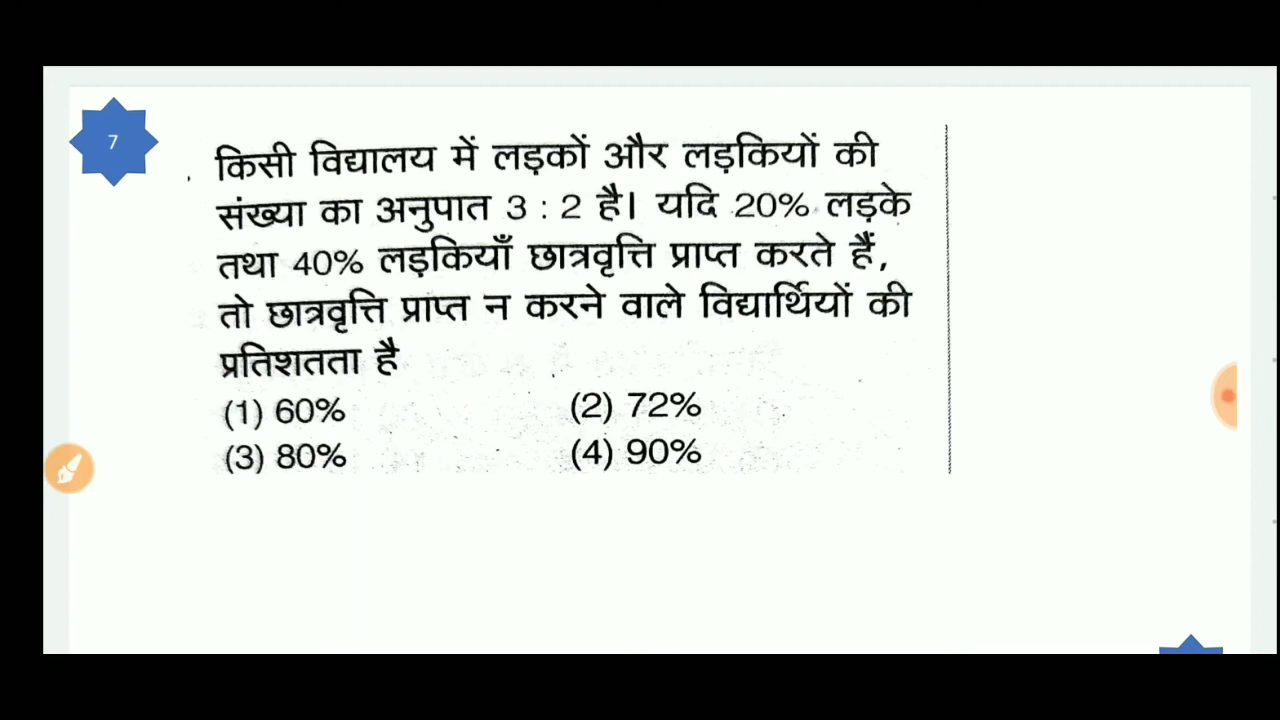 7
किसी विद्यालय में लड़कों और लड़कियों की
संख्या का अनुपात 3 : 2 है। यदि 20% लड़के
तथा 40% लड़कियाँ छात्रवृत्ति प्राप्त करते हैं,
तो छात्रवृत्ति प्राप्त न करने वाले विद्यार्थियों की
प्रतिशतता है
(1) 60% (2) 72%
(3) 80% (4) 90%